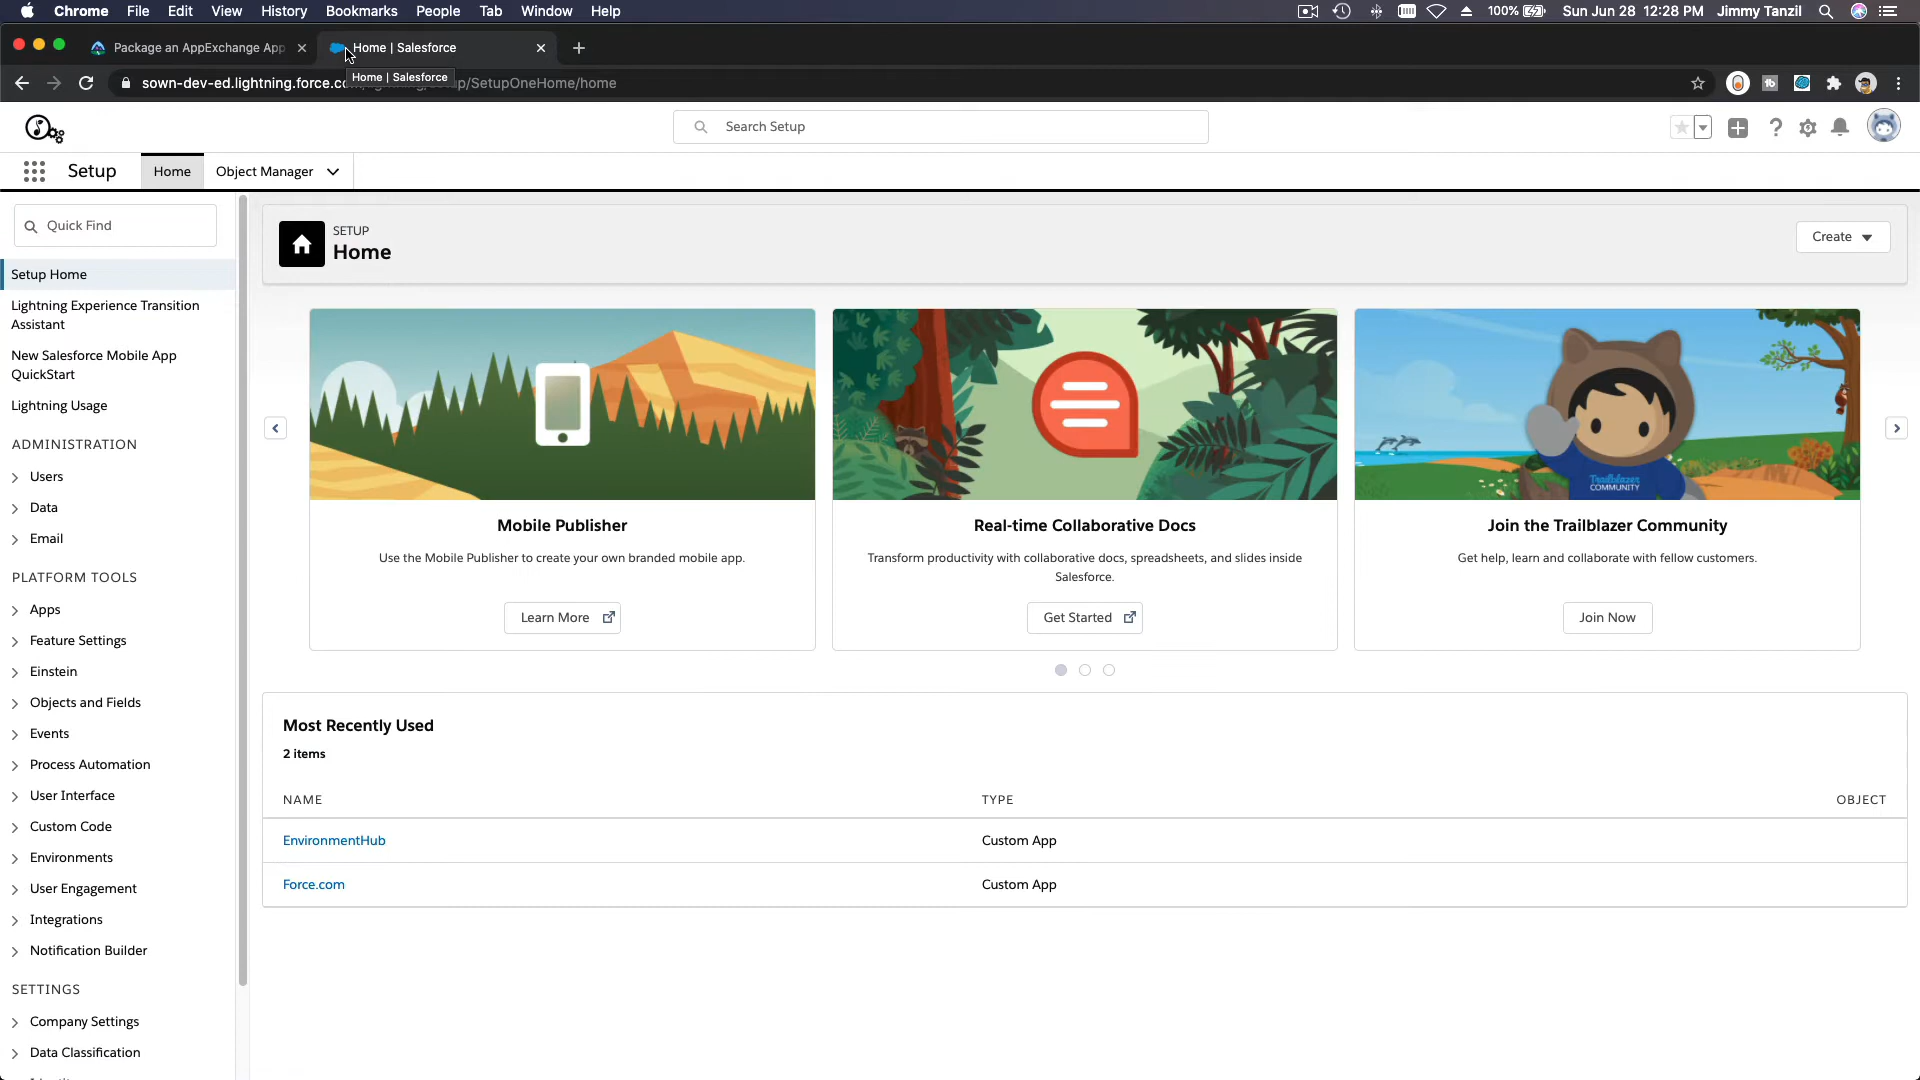 Chrome File Edit View History Bookmarks People Tab Window Help 100% Sun Jun 28 12:28 PM Jimmy Tanzil
Package an AppExchange App Home | Salesforce
Home | Salesforce
sown-dev-ed.lightning.force.co /SetupOneHome/home
Search Setup
Setup Home Object Manager
Quick Find
Setup Home
Lightning Experience Transition
Assistant
New Salesforce Mobile App
QuickStart
Lightning Usage
ADMINISTRATION
Users
Data
Email
PLATFORM TOOLS
Apps
Feature Settings
Einstein
Objects and Fields
Events
Process Automation
User Interface
Custom Code
Environments
User Engagement
Integrations
Notification Builder
SETTINGS
Company Settings
Data Classification
SETUP
Home
Create
Trailblazer
COMMUNITY
Mobile Publisher
Use the Mobile Publisher to create your own branded mobile app.
Learn More
Real-time Collaborative Docs
Transform productivity with collaborative docs, spreadsheets, and slides inside
Salesforce.
Get Started
Join the Trailblazer Community
Get help, learn and collaborate with fellow customers.
Join Now
Most Recently Used
2 items
NAME TYPE OBJECT
EnvironmentHub Custom App
Force.com Custom App